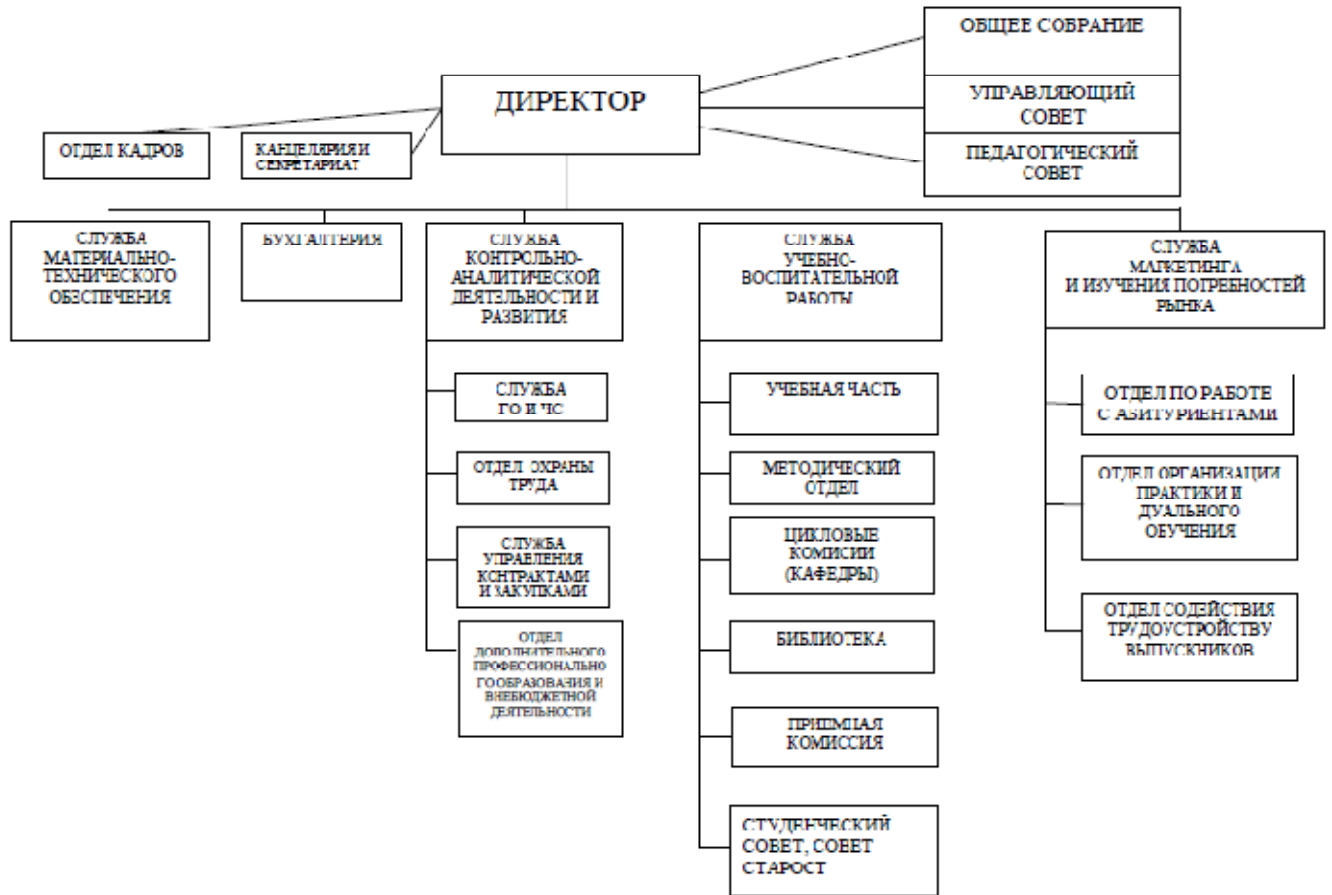 ОБЩЕЕ СОБРАНИЕ
ДИРЕКТОР
УПРАВЛЯЮЩИЙ
СОВЕТ
ПЕДАГОГИЧЕСКИЙ
СОВЕТ
ОТДЕЛ КАДРОВ
КАНЦЕЛЯРИЯ И
СЕКРЕТАРИАТ
СЛУЖБА
МАТЕРИАЛЬНО-
ТЕХНИЧЕСКОГО
ОБЕСПЕЧЕНИЯ
БУХГАЛТЕРИЯ
СЛУЖБА
КОНТРОЛЬНО-
АНАЛИТИЧЕСКОЙ
ДЕЯТЕЛЬНОСТИ И
РАЗВИТИЯ
СЛУЖБА
УЧЕБНО-
ВОСПИТАТЕЛЬНОЙ
РАБОТЫ
СЛУЖБА
МАРКЕТИНГА
И ИЗУЧЕНИЯ ПОТРЕБНОСТЕЙ
РЫНКА
СЛУЖБА
ГО И ЧС
ОТДЕЛ ОХРАНЫ
ТРУДА
СЛУЖБА
УПРАВЛЕНИЯ
КОНТРАКТАМИ
И ЗАКУПКАМИ
ОТДЕЛ
ДОПОЛНИТЕЛЬНОГО
ПРОФЕССИОНАЛЬНО
ГО ОБРАЗОВАНИЯ И
ВНЕБЮДЖЕТНОЙ
ДЕЯТЕЛЬНОСТИ
УЧЕБНАЯ ЧАСТЬ
МЕТОДИЧЕСКИЙ
ОТДЕЛ
ЦИКЛОВЫЕ
КОМИСИИ
(КАФЕДРЫ)
БИБЛИОТЕКА
ПРИЕМНАЯ
КОМИССИЯ
СТУДЕНЧЕСКИЙ
СОВЕТ, СОВЕТ
СТАРОСТ
ОТДЕЛ ПО РАБОТЕ
С АБИТУРИЕНТАМИ
ОТДЕЛ ОРГАНИЗАЦИИ
ПРАКТИКИ И
ДУАЛЬНОГО
ОБУЧЕНИЯ
ОТДЕЛ СОДЕЙСТВИЯ
ТРУДОУСТРОЙСТВУ
ВЫПУСКНИКОВ